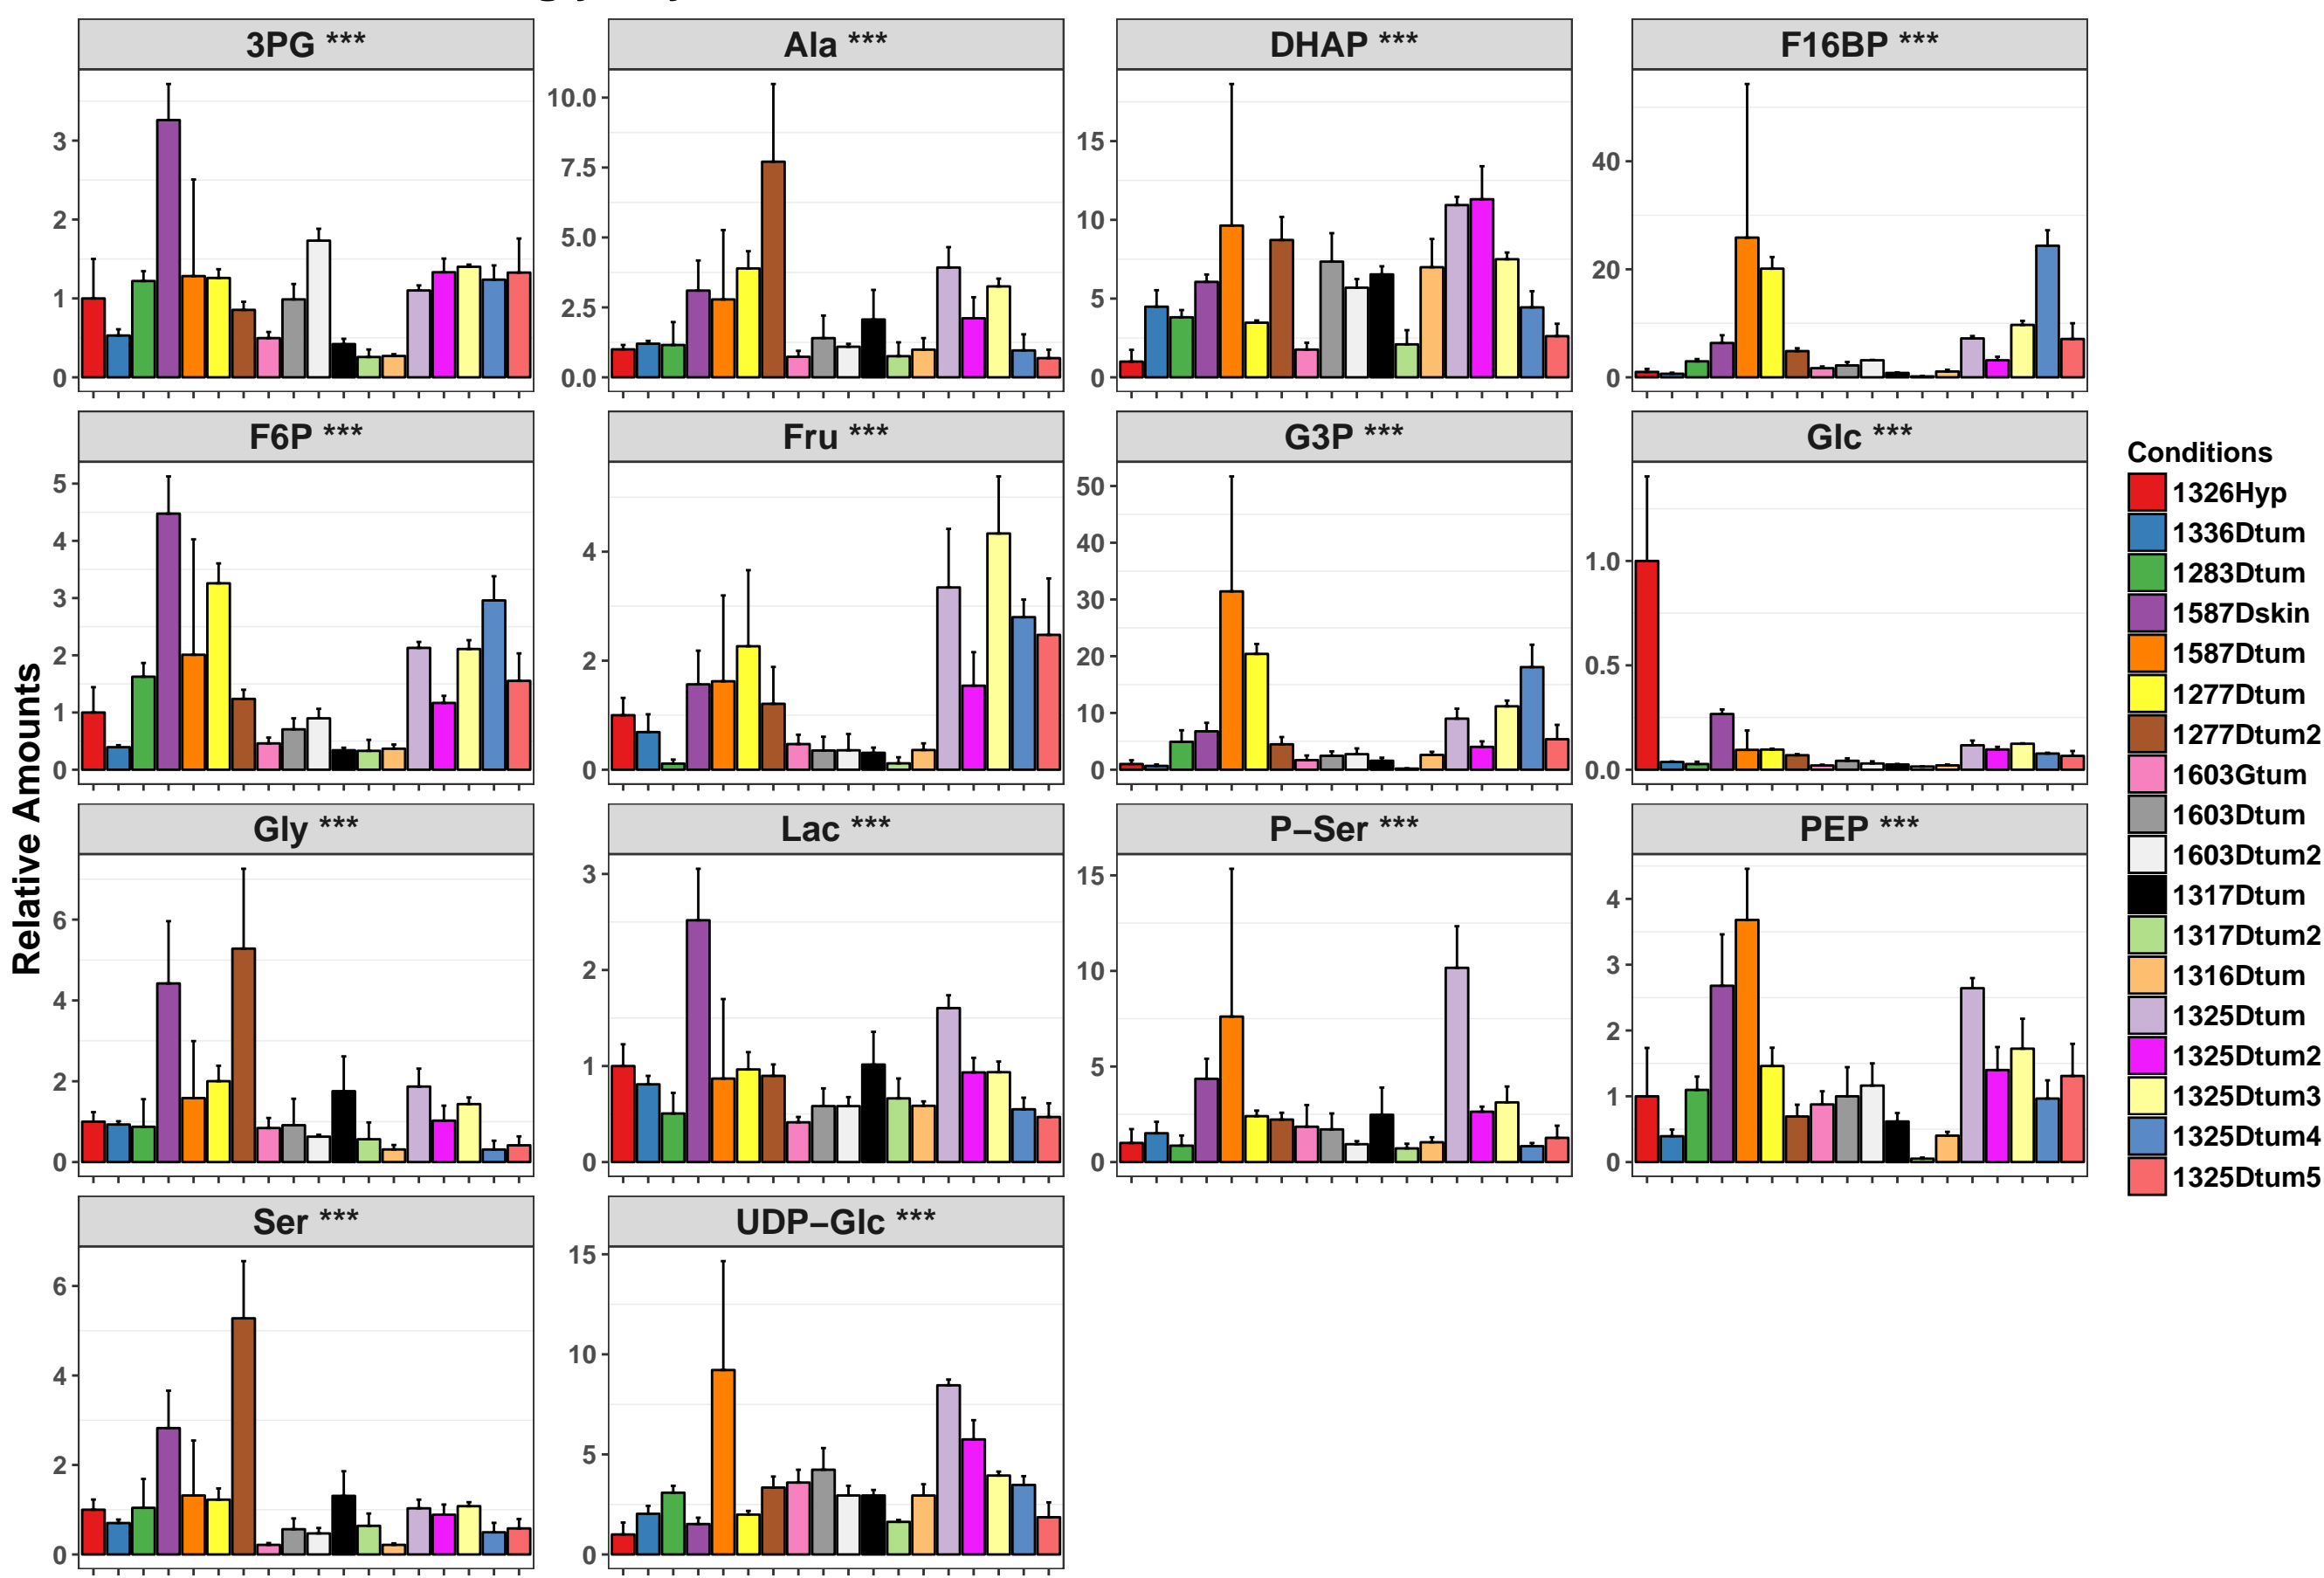 3PG ***
Ala ***
DHAP ***
F16BP ***
3
2
1
0
10.0
7.5
5.0
2.5
0.0
15
10
5
0
40
20
0
F6P ***
Fru ***
G3P ***
Glc ***
5
4
3
2
1
0
4
2
0
50
40
30
20
10
0
1.0
0.5
0.0
Gly ***
Lac ***
P−Ser ***
PEP ***
6
4
2
0
3
2
1
0
15
10
5
0
4
3
2
1
0
Ser ***
UDP−Glc ***
6
4
2
0
15
10
5
0
Relative Amounts
Conditions
1326Hyp
1336Dtum
1283Dtum
1587Dskin
1587Dtum
1277Dtum
1277Dtum2
1603Gtum
1603Dtum
1603Dtum2
1317Dtum
1317Dtum2
1316Dtum
1325Dtum
1325Dtum2
1325Dtum3
1325Dtum4
1325Dtum5